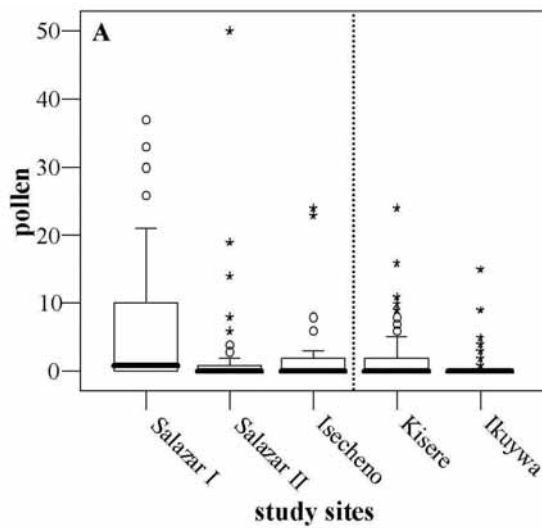 A
50
40
30
20
10
0
pollen
Salazar I
Salazar II
Isecheno
Kisere
Ikuywa
study sites